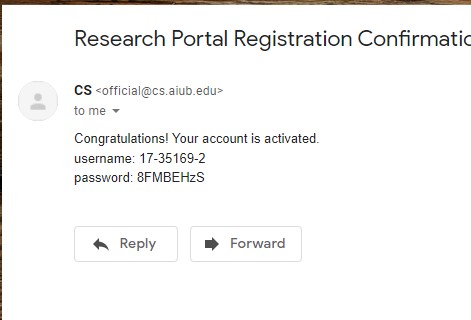 Research Portal Registration
CS <official@cs.aiub.edu>
to me
Congratulations! Your account is activated.
username: 17-35169-2
password: 8FMBEHzS
Reply
Forward